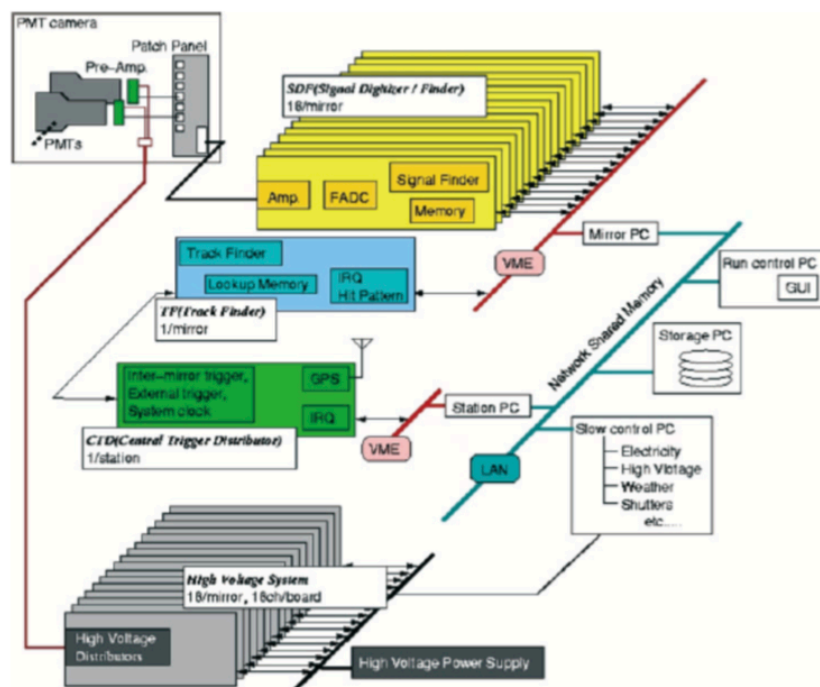 PMT camera
Patch Panel
Pre-Amp.
PMTs
SDF(Signal Dighizer / Finder)
16/mirror
Amp.
FADC
Signal Finder
Memory
Track Finder
Lookup Memory
IRQ
Hit Pattern
TF(Track Finder)
1/mirror
VME
Mirror PC
Run control PC
GUI
Network Shared Memory
Storage PC
Inter-mirror trigger,
External trigger,
System clock
GPS
IRQ
CTD(Central Trigger Distributor)
1/station
VME
Station PC
LAN
Slow control PC
Electricity
High Vlotage
Weather
Shutters
etc.....
High Voltage System
16/mirror, 16ch/board
High Voltage
Distributors
High Voltage Power Supply